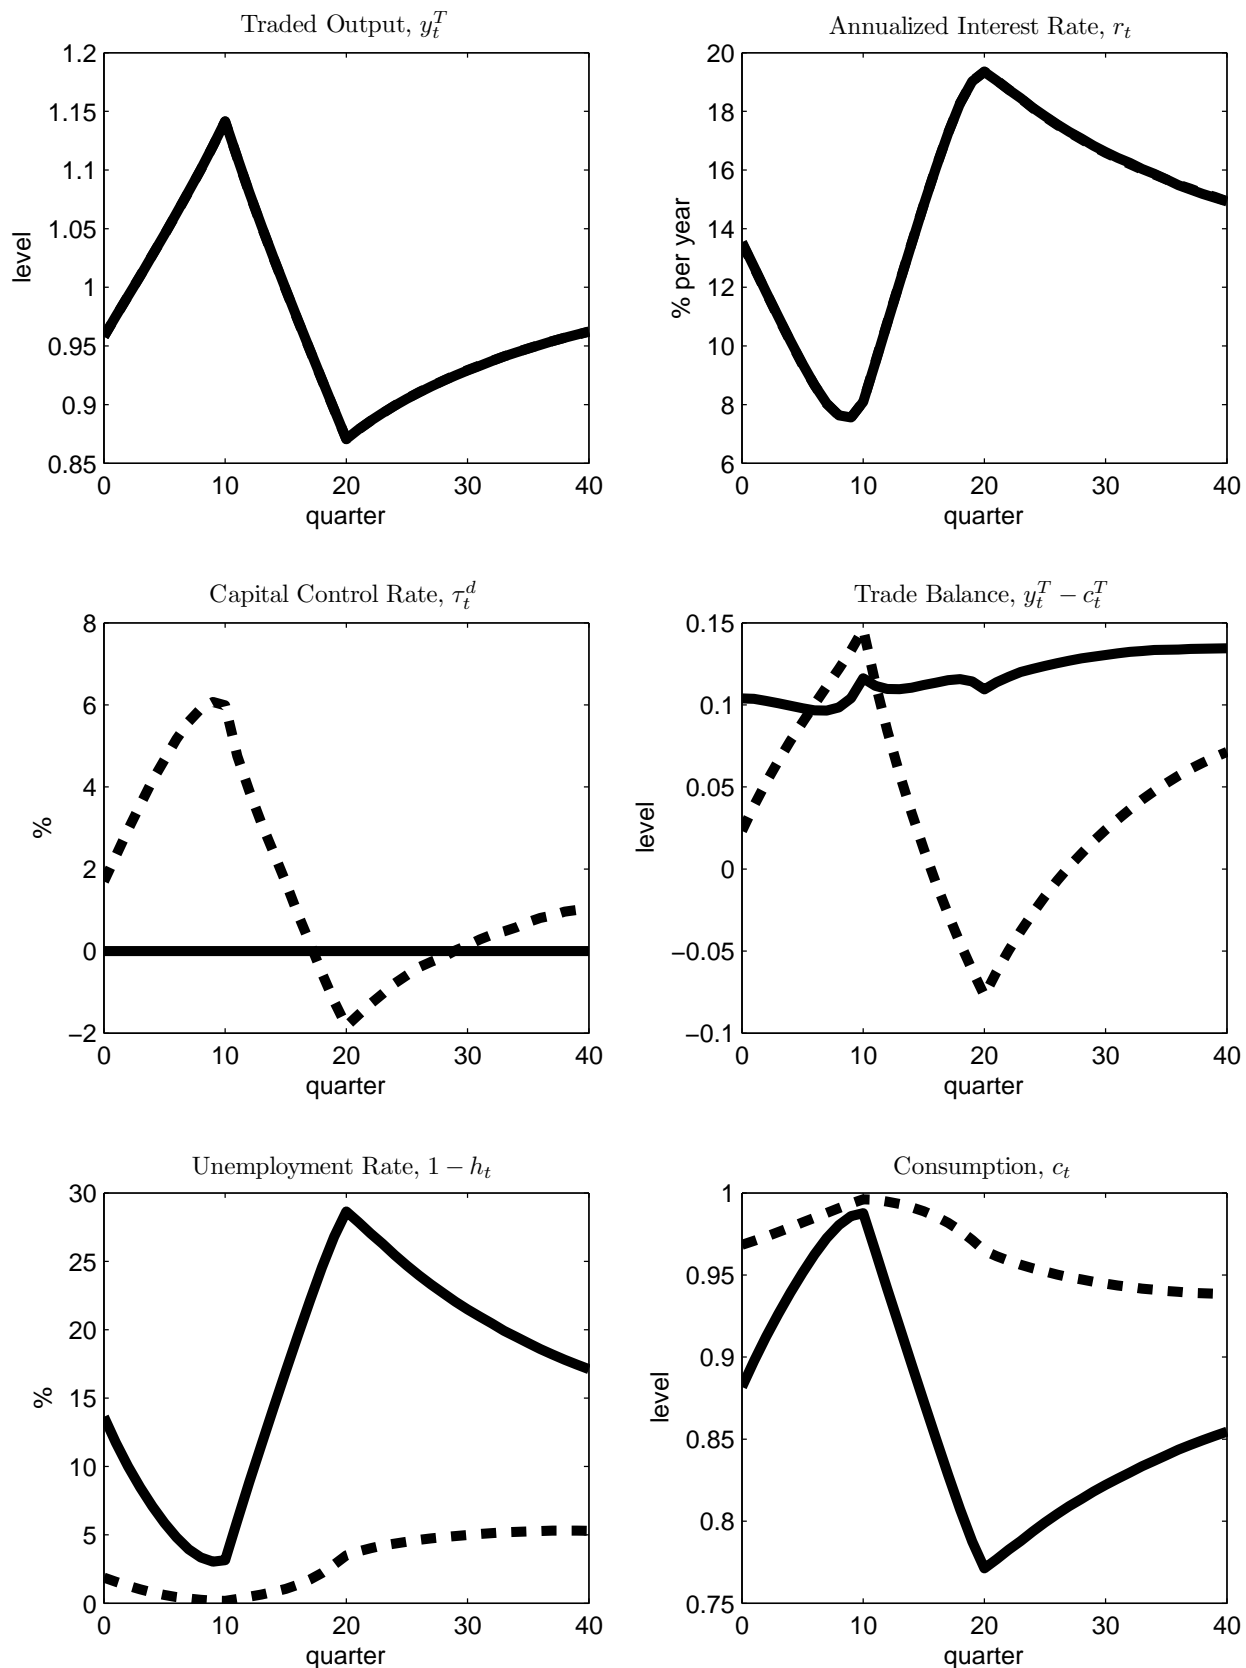 Traded Output, $y_t^T$
1.2
1.15
1.1
1.05
1
0.95
0.9
0.85
level
0 10 20 30 40
quarter
Annualized Interest Rate, $r_t$
20
18
16
14
12
10
8
6
% per year
0 10 20 30 40
quarter
Capital Control Rate, $\tau_t^d$
8
6
4
2
0
−2
%
0 10 20 30 40
quarter
Trade Balance, $y_t^T - c_t^T$
0.15
0.1
0.05
0
−0.05
−0.1
level
0 10 20 30 40
quarter
Unemployment Rate, $1 - h_t$
30
25
20
15
10
5
0
%
0 10 20 30 40
quarter
Consumption, $c_t$
1
0.95
0.9
0.85
0.8
0.75
level
0 10 20 30 40
quarter